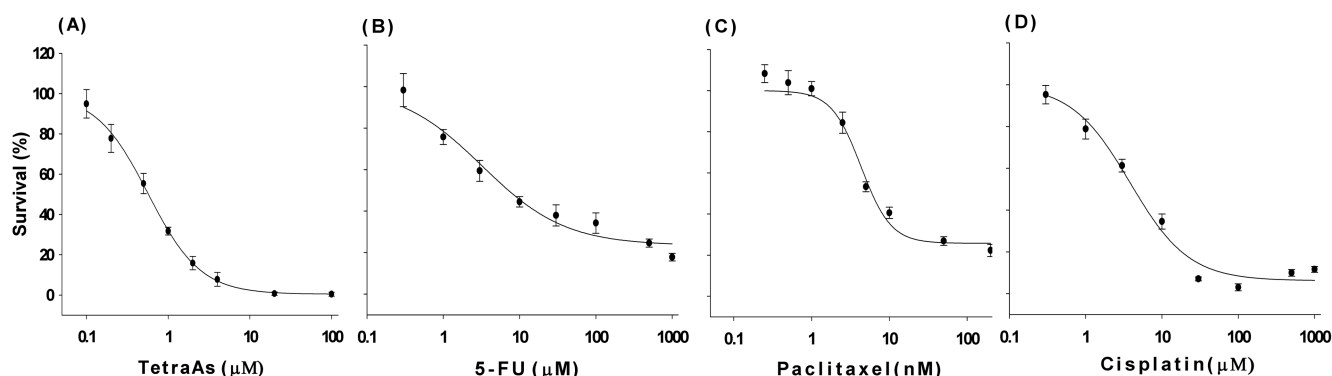 (A) (B) (C) (D)
120
100
80
60
40
20
0
Survival (%)
0.1 1 10 100 0.1 1 10 100 1000 0.1 1 10 100 0.1 1 10 100 1000
TetraAs (µM) 5-FU (µM) Paclitaxel(nM) Cisplatin(µM)